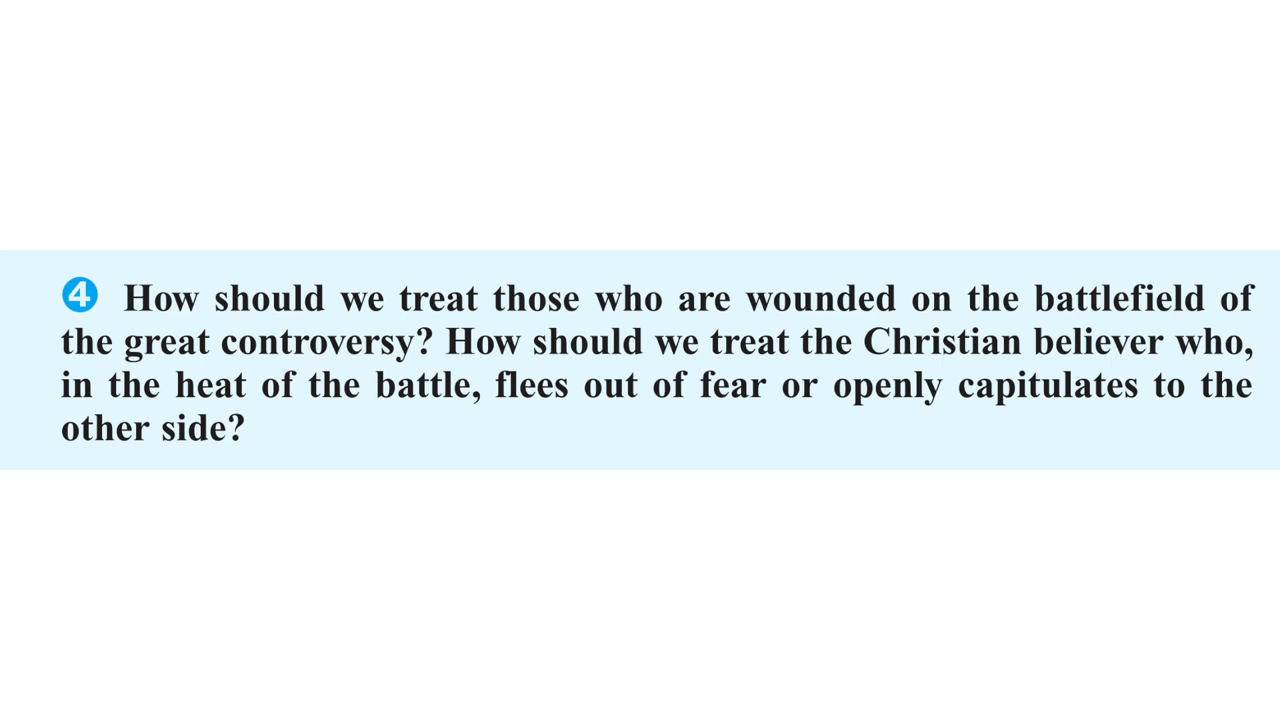 4 How should we treat those who are wounded on the battlefield of
the great controversy? How should we treat the Christian believer who,
in the heat of the battle, flees out of fear or openly capitulates to the
other side?